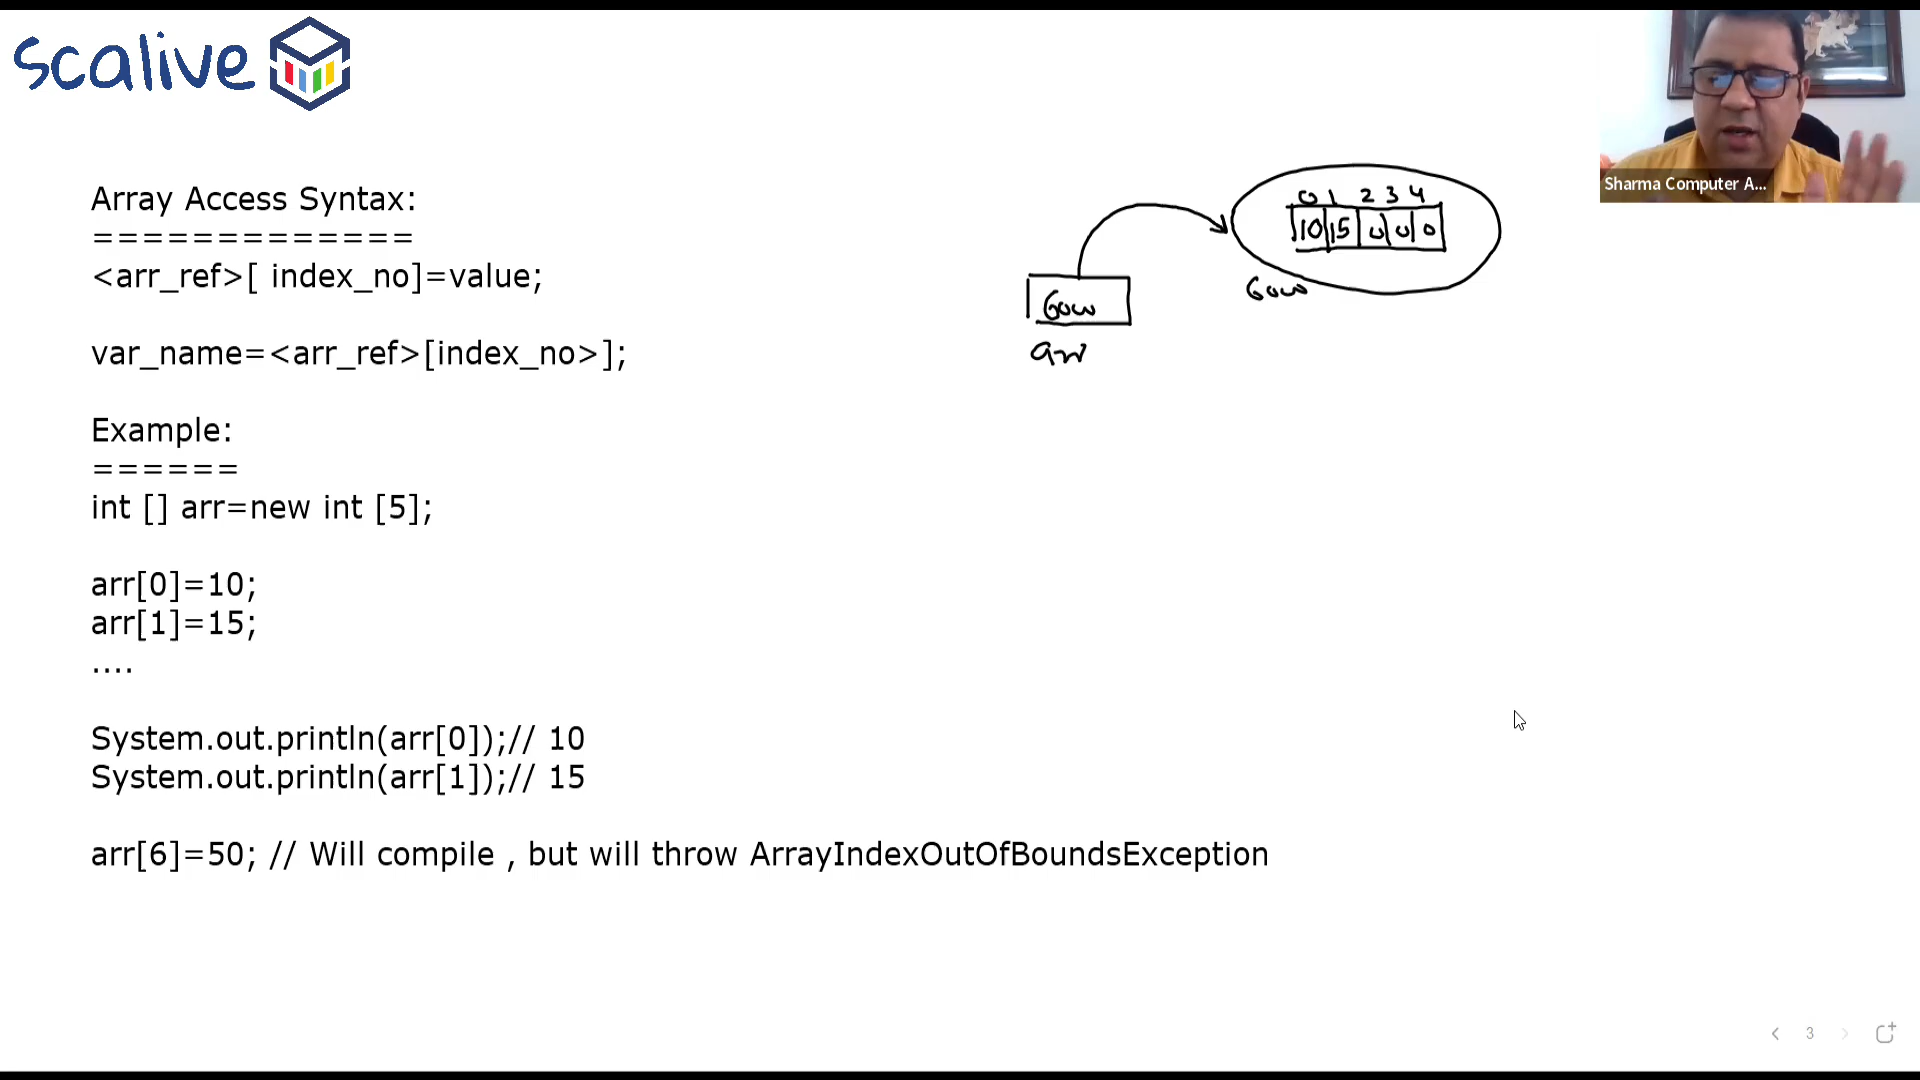 scalive
Sharma Computer A...
Array Access Syntax:
=============
<arr_ref>[ index_no]=value;
var_name=<arr_ref>[index_no>];
Example:
======
int [] arr=new int [5];
arr[0]=10;
arr[1]=15;
....
System.out.println(arr[0]);// 10
System.out.println(arr[1]);// 15
arr[6]=50; // Will compile , but will throw ArrayIndexOutOfBoundsException
0 1 2 3 4
10 15 0 0 0
arr
3